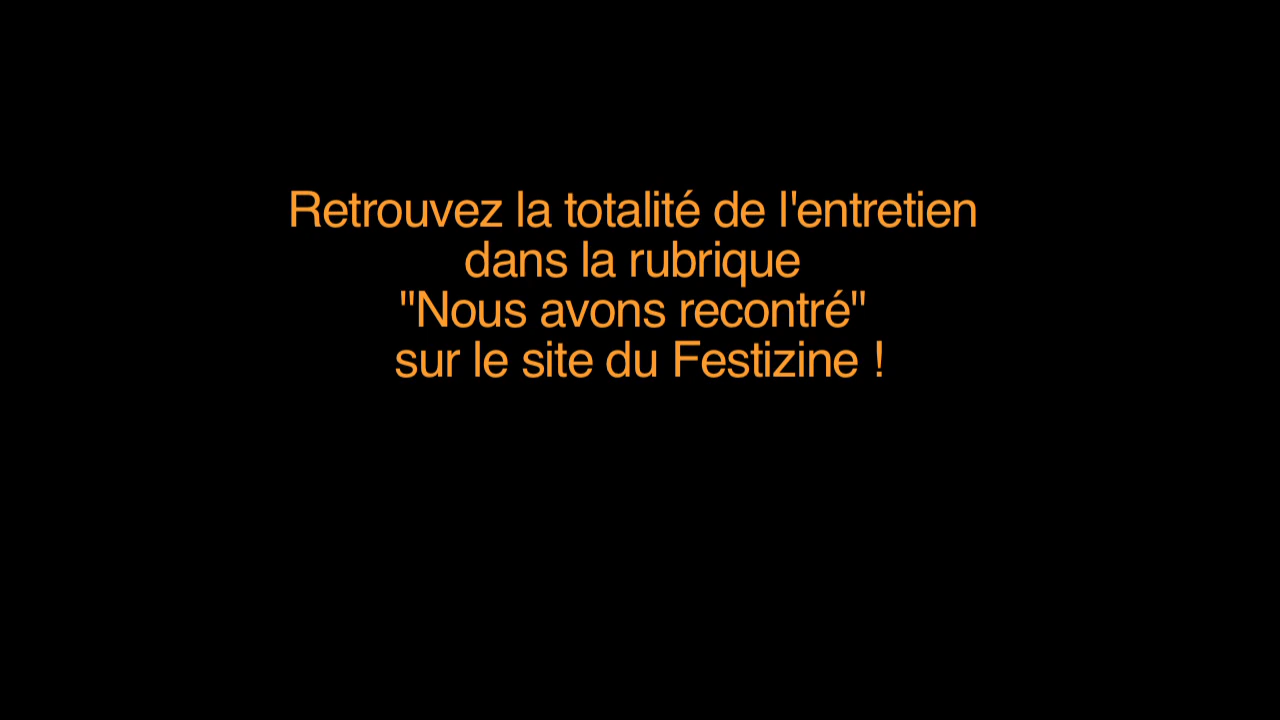 Retrouvez la totalité de l'entretien
dans la rubrique
"Nous avons recontré"
sur le site du Festizine !